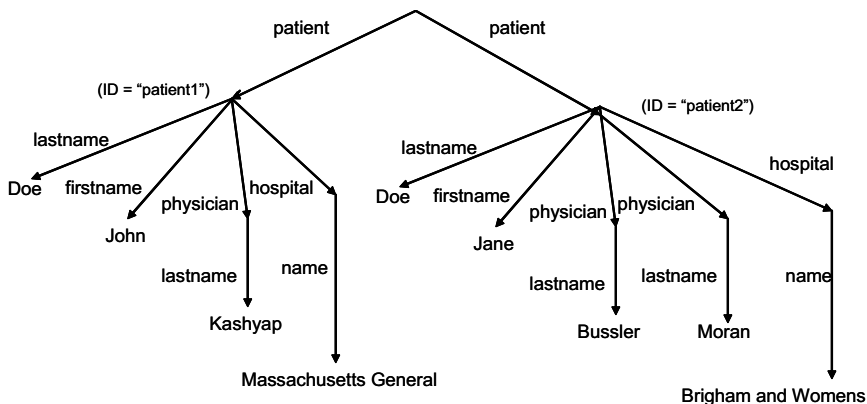 patient
patient
(ID = “patient1”)
(ID = “patient2”)
lastname
firstname
physician
hospital
Doe
John
lastname
name
Kashyap
Massachusetts General
lastname
firstname
physician
physician
hospital
Doe
Jane
lastname
lastname
name
Bussler
Moran
Brigham and Womens